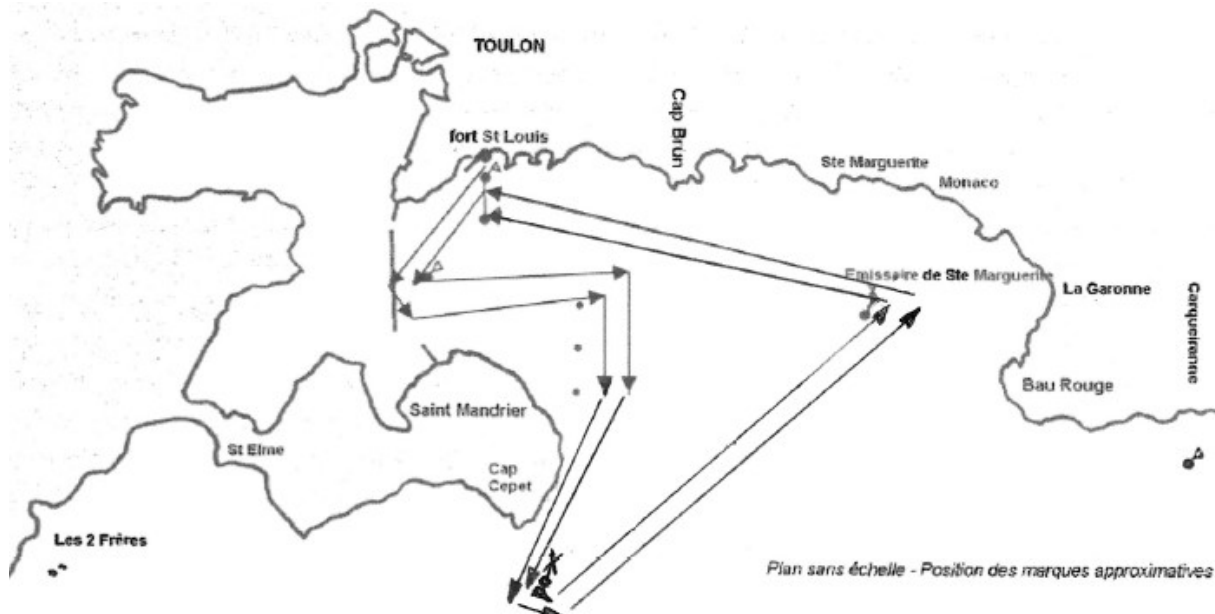 TOULON
fort St Louis
Cap Brun
Ste Marguerite
Monaco
Emissaire de Ste Marguerite
La Garonne
Carqueiranne
Bau Rouge
Saint Mandrier
St Elme
Cap
Cepet
Les 2 Frères
Plan sans échelle - Position des marques approximatives